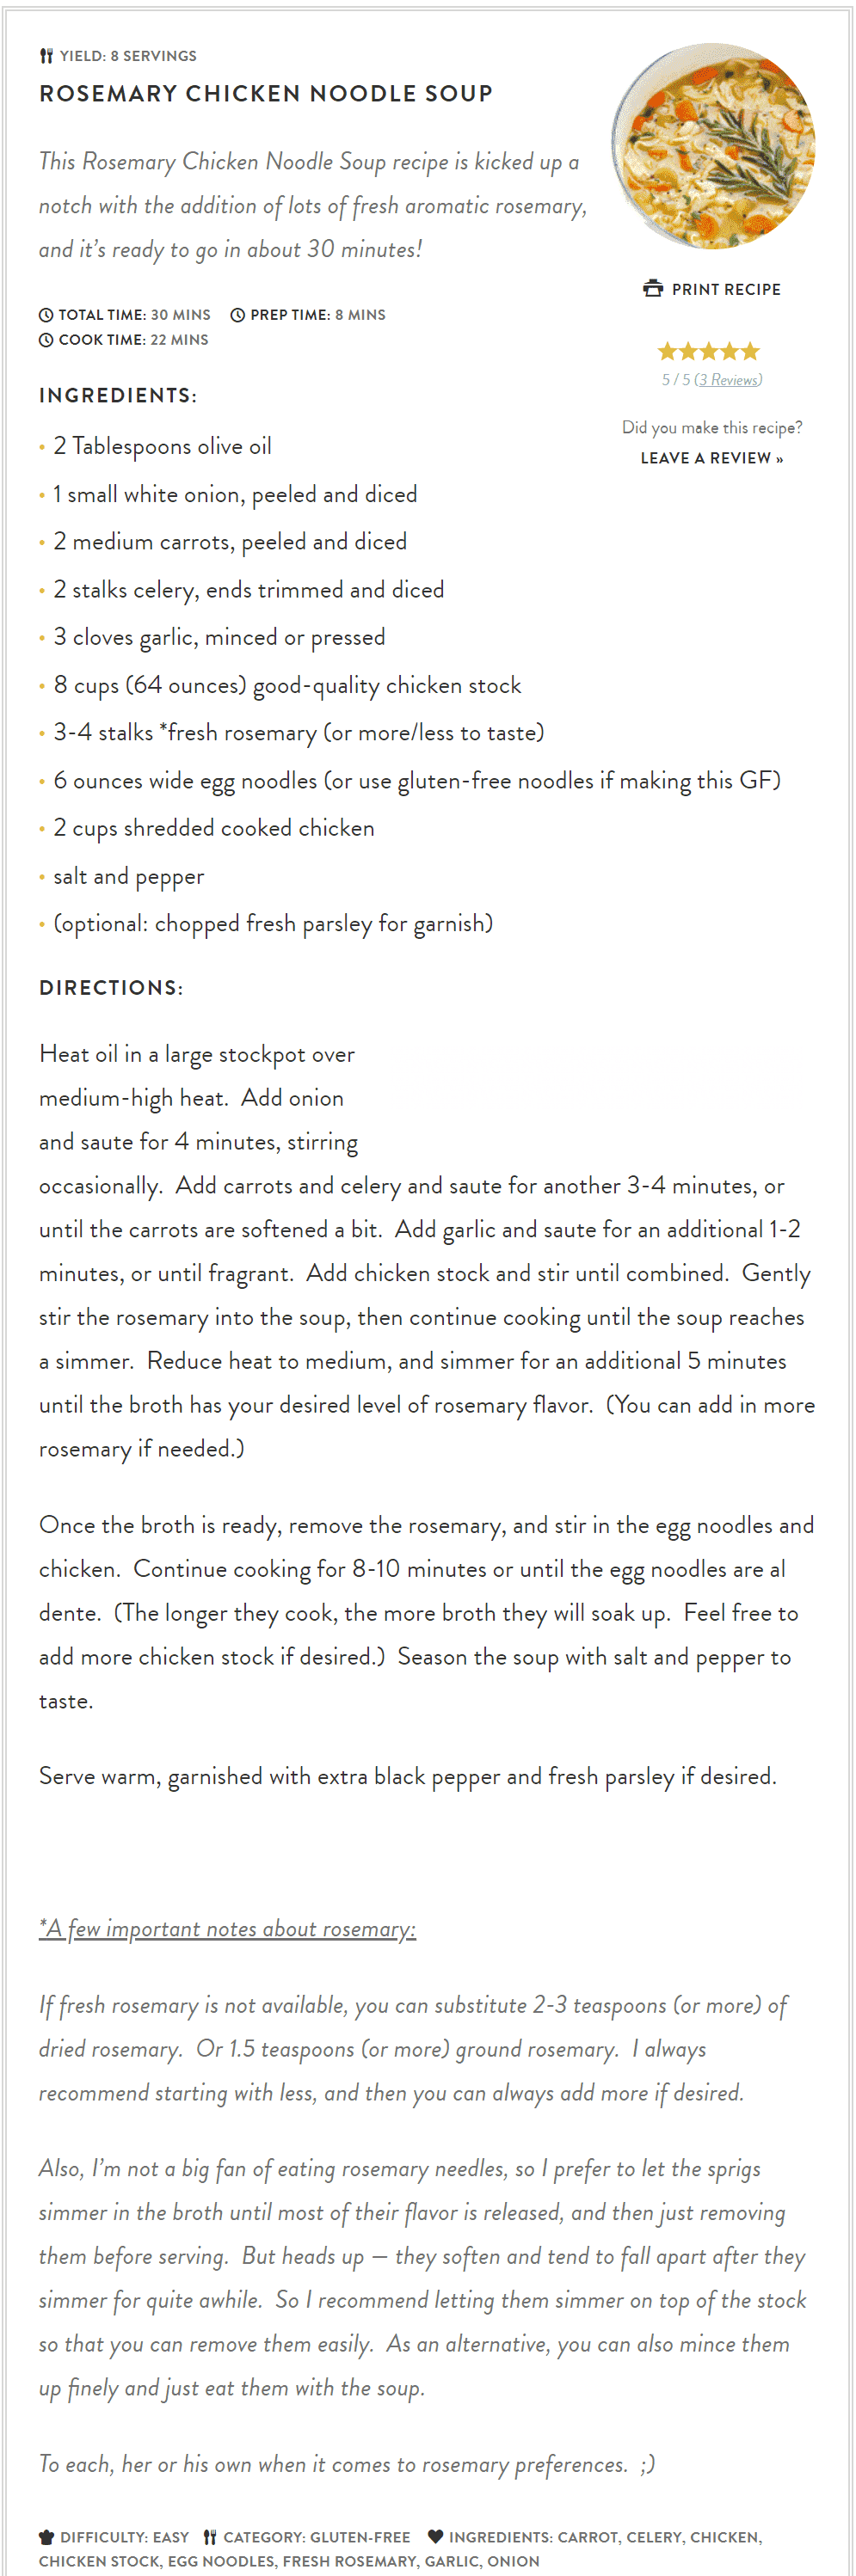 YIELD: 8 SERVINGS
ROSEMARY CHICKEN NOODLE SOUP
This Rosemary Chicken Noodle Soup recipe is kicked up a
notch with the addition of lots of fresh aromatic rosemary,
and it's ready to go in about 30 minutes!
PRINT RECIPE
TOTAL TIME: 30 MINS PREP TIME: 8 MINS
COOK TIME: 22 MINS
5 / 5 (3 Reviews)
Did you make this recipe?
LEAVE A REVIEW »
INGREDIENTS:
• 2 Tablespoons olive oil
• 1 small white onion, peeled and diced
• 2 medium carrots, peeled and diced
• 2 stalks celery, ends trimmed and diced
• 3 cloves garlic, minced or pressed
• 8 cups (64 ounces) good-quality chicken stock
• 3-4 stalks *fresh rosemary (or more/less to taste)
• 6 ounces wide egg noodles (or use gluten-free noodles if making this GF)
• 2 cups shredded cooked chicken
• salt and pepper
• (optional: chopped fresh parsley for garnish)
DIRECTIONS:
Heat oil in a large stockpot over
medium-high heat. Add onion
and saute for 4 minutes, stirring
occasionally. Add carrots and celery and saute for another 3-4 minutes, or
until the carrots are softened a bit. Add garlic and saute for an additional 1-2
minutes, or until fragrant. Add chicken stock and stir until combined. Gently
stir the rosemary into the soup, then continue cooking until the soup reaches
a simmer. Reduce heat to medium, and simmer for an additional 5 minutes
until the broth has your desired level of rosemary flavor. (You can add in more
rosemary if needed.)
Once the broth is ready, remove the rosemary, and stir in the egg noodles and
chicken. Continue cooking for 8-10 minutes or until the egg noodles are al
dente. (The longer they cook, the more broth they will soak up. Feel free to
add more chicken stock if desired.) Season the soup with salt and pepper to
taste.
Serve warm, garnished with extra black pepper and fresh parsley if desired.
*A few important notes about rosemary:
If fresh rosemary is not available, you can substitute 2-3 teaspoons (or more) of
dried rosemary. Or 1.5 teaspoons (or more) ground rosemary. I always
recommend starting with less, and then you can always add more if desired.
Also, I'm not a big fan of eating rosemary needles, so I prefer to let the sprigs
simmer in the broth until most of their flavor is released, and then just removing
them before serving. But heads up — they soften and tend to fall apart after they
simmer for quite awhile. So I recommend letting them simmer on top of the stock
so that you can remove them easily. As an alternative, you can also mince them
up finely and just eat them with the soup.
To each, her or his own when it comes to rosemary preferences. ;)
DIFFICULTY: EASY CATEGORY: GLUTEN-FREE INGREDIENTS: CARROT, CELERY, CHICKEN,
CHICKEN STOCK, EGG NOODLES, FRESH ROSEMARY, GARLIC, ONION